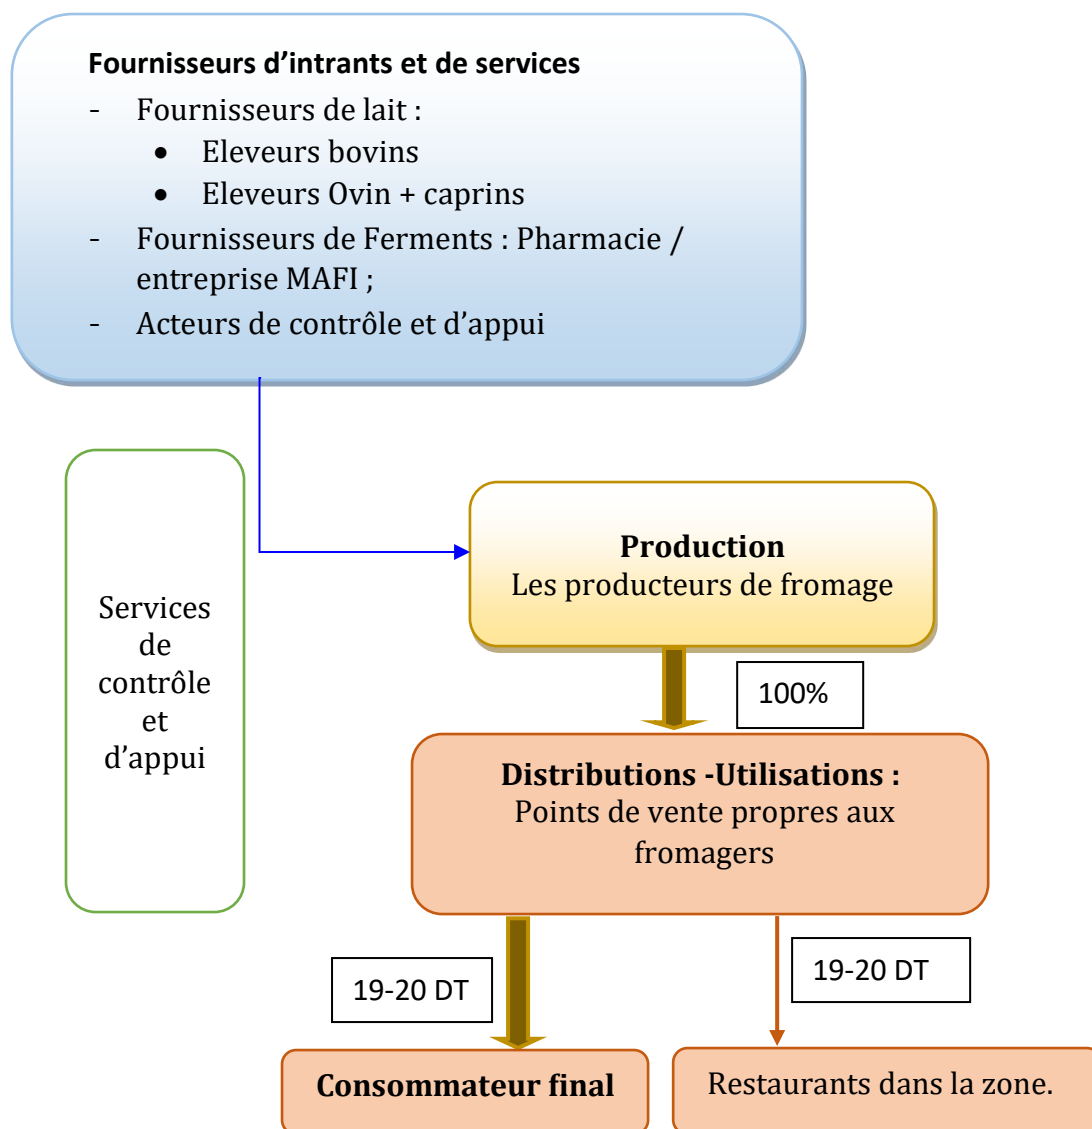 Fournisseurs d’intrants et de services
- Fournisseurs de lait :
• Eleveurs bovins
• Eleveurs Ovin + caprins
- Fournisseurs de Ferments : Pharmacie /
entreprise MAFI ;
- Acteurs de contrôle et d’appui
Services
de
contrôle
et
d’appui
Production
Les producteurs de fromage
100%
Distributions -Utilisations :
Points de vente propres aux
fromagers
19-20 DT
19-20 DT
Consommateur final
Restaurants dans la zone.